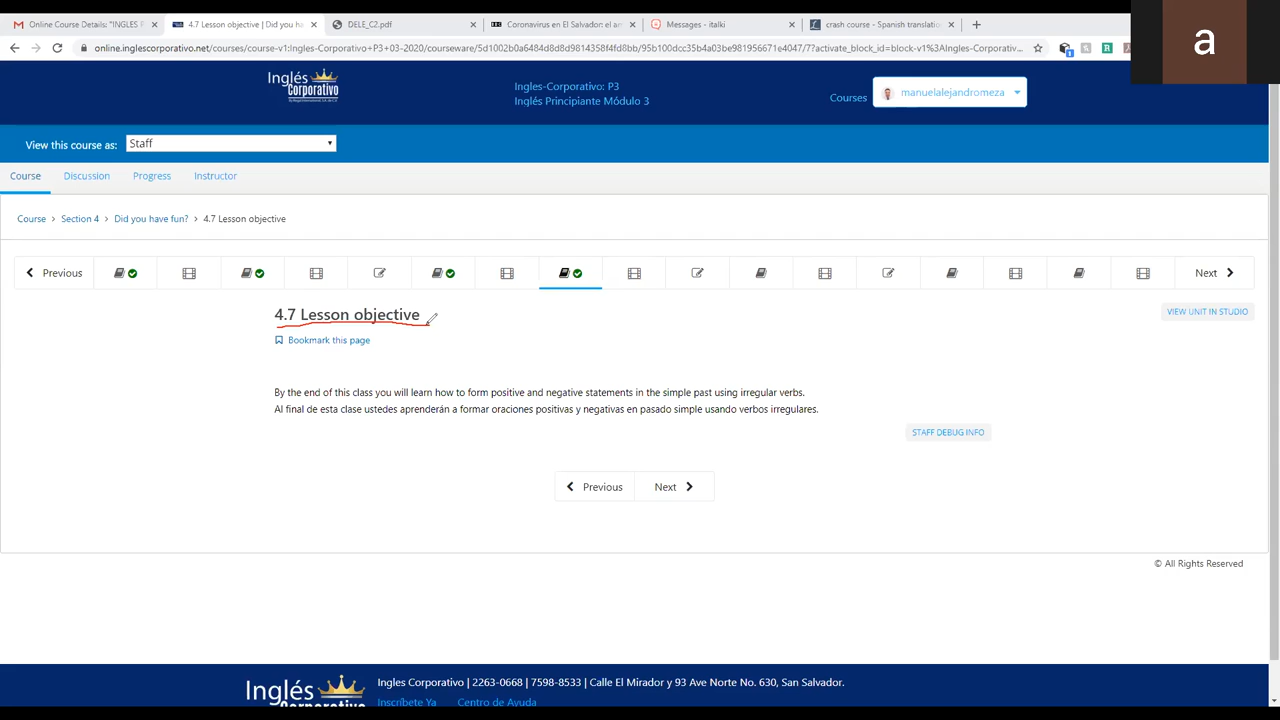 Online Course Details: "INGLES P
4.7 Lesson objective | Did you ha
DELE_C2.pdf
Coronavirus en El Salvador: el am
Messages - italki
crash course - Spanish translatio
a
online.inglescorporativo.net/courses/course-v1:Ingles-Corporativo+P3+03-2020/courseware/5d1002b0a6484d8d8d9814358f4fd8bb/95b100dcc35b4a03be981956671e4047/7?activate_block_id=block-v1%3AIngles-Corporativ...
Inglés
Corporativo
Ingles-Corporativo: P3
Inglés Principiante Módulo 3
Courses
manuelalejandromeza
View this course as:
Staff
Course
Discussion
Progress
Instructor
Course > Section 4 > Did you have fun? > 4.7 Lesson objective
Previous
Next
4.7 Lesson objective
VIEW UNIT IN STUDIO
Bookmark this page
By the end of this class you will learn how to form positive and negative statements in the simple past using irregular verbs.
Al final de esta clase ustedes aprenderán a formar oraciones positivas y negativas en pasado simple usando verbos irregulares.
STAFF DEBUG INFO
Previous
Next
© All Rights Reserved
Inglés
Corporativo
Ingles Corporativo | 2263-0668 | 7598-8533 | Calle El Mirador y 93 Ave Norte No. 630, San Salvador.
Inscríbete Ya
Centro de Ayuda